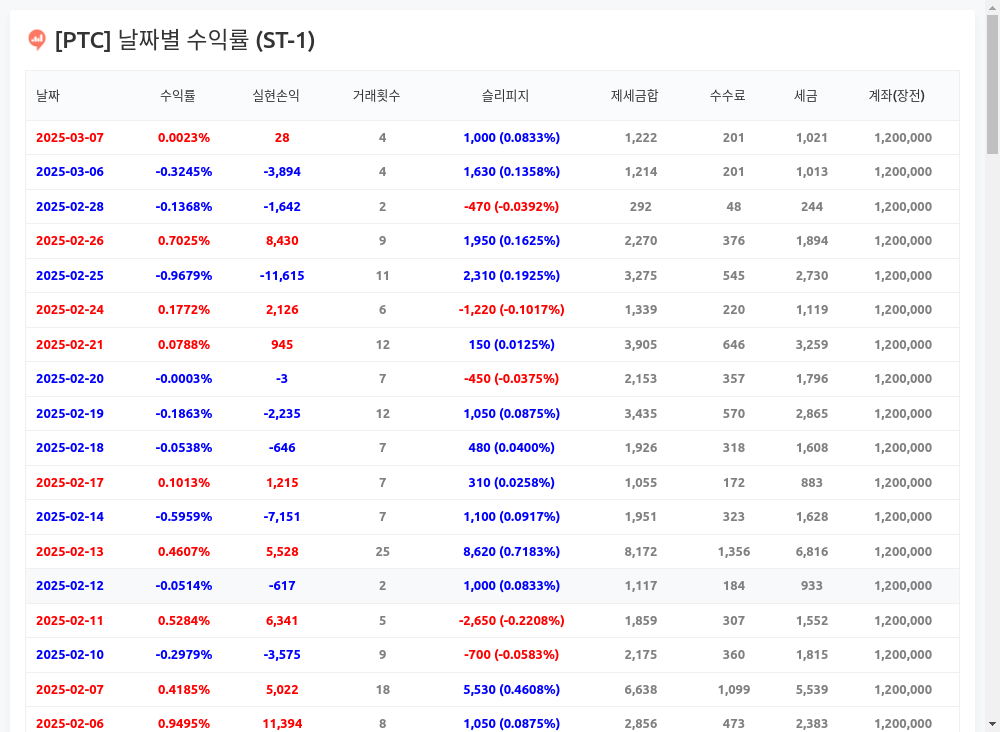 [PTC] 날짜별 수익률 (ST-1)
날짜 수익률 실현손익 거래횟수 슬리피지 제세금합 수수료 세금 계좌(장전)
2025-03-07 0.0023% 28 4 1,000 (0.0833%) 1,222 201 1,021 1,200,000
2025-03-06 -0.3245% -3,894 4 1,630 (0.1358%) 1,214 201 1,013 1,200,000
2025-02-28 -0.1368% -1,642 2 -470 (-0.0392%) 292 48 244 1,200,000
2025-02-26 0.7025% 8,430 9 1,950 (0.1625%) 2,270 376 1,894 1,200,000
2025-02-25 -0.9679% -11,615 11 2,310 (0.1925%) 3,275 545 2,730 1,200,000
2025-02-24 0.1772% 2,126 6 -1,220 (-0.1017%) 1,339 220 1,119 1,200,000
2025-02-21 0.0788% 945 12 150 (0.0125%) 3,905 646 3,259 1,200,000
2025-02-20 -0.0003% -3 7 -450 (-0.0375%) 2,153 357 1,796 1,200,000
2025-02-19 -0.1863% -2,235 12 1,050 (0.0875%) 3,435 570 2,865 1,200,000
2025-02-18 -0.0538% -646 7 480 (0.0400%) 1,926 318 1,608 1,200,000
2025-02-17 0.1013% 1,215 7 310 (0.0258%) 1,055 172 883 1,200,000
2025-02-14 -0.5959% -7,151 7 1,100 (0.0917%) 1,951 323 1,628 1,200,000
2025-02-13 0.4607% 5,528 25 8,620 (0.7183%) 8,172 1,356 6,816 1,200,000
2025-02-12 -0.0514% -617 2 1,000 (0.0833%) 1,117 184 933 1,200,000
2025-02-11 0.5284% 6,341 5 -2,650 (-0.2208%) 1,859 307 1,552 1,200,000
2025-02-10 -0.2979% -3,575 9 -700 (-0.0583%) 2,175 360 1,815 1,200,000
2025-02-07 0.4185% 5,022 18 5,530 (0.4608%) 6,638 1,099 5,539 1,200,000
2025-02-06 0.9495% 11,394 8 1,050 (0.0875%) 2,856 473 2,383 1,200,000